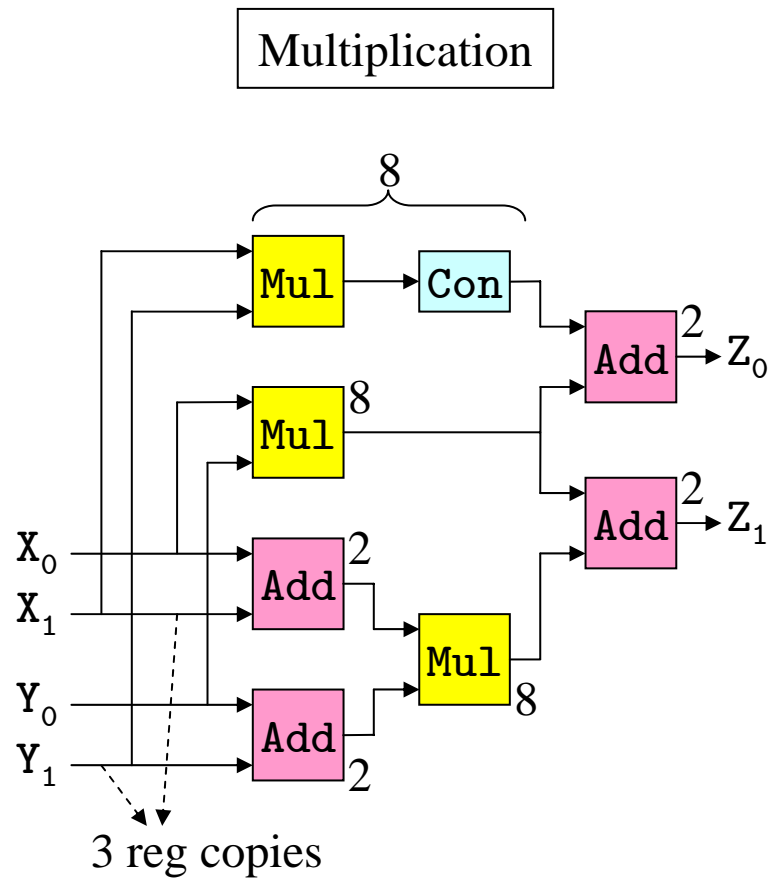 Multiplication
8
Mul
Con
2
Add
Z₀
8
Mul
2
Add
Z₁
X₀
2
Add
X₁
Mul
8
Y₀
Add
Y₁
2
3 reg copies